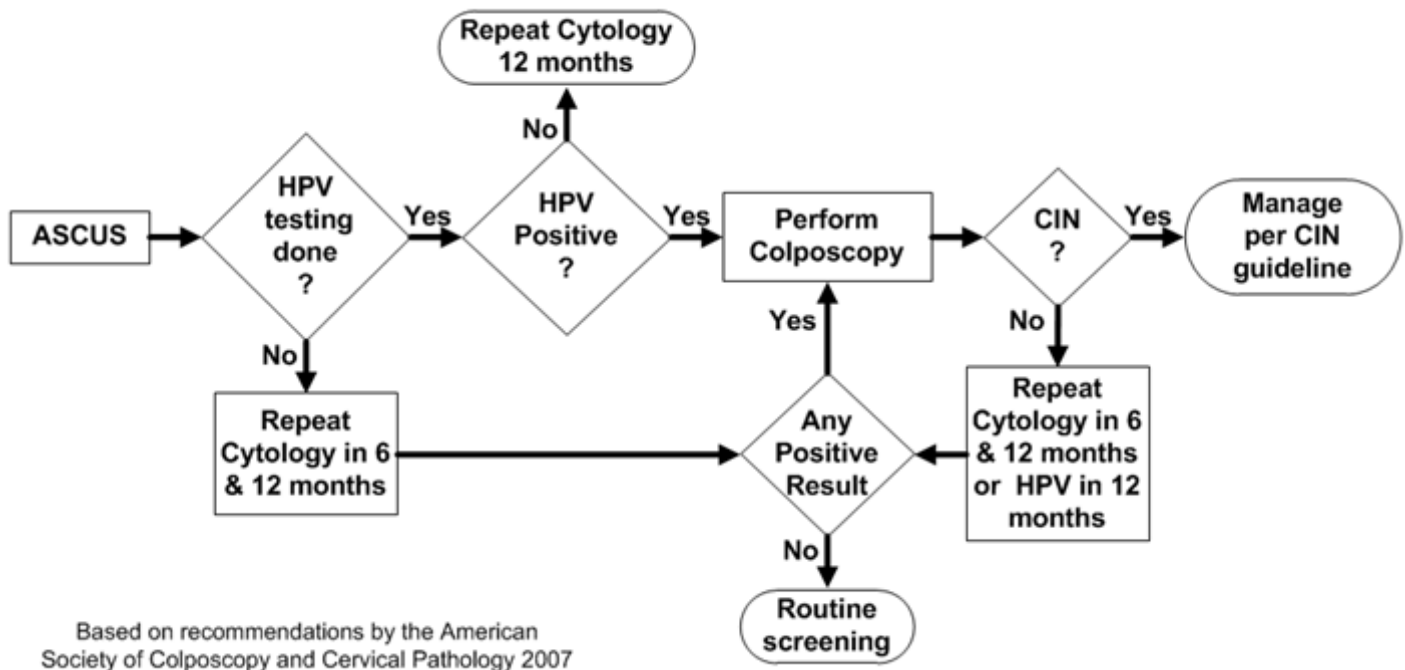 Repeat Cytology
12 months
No
ASCUS
HPV
testing
done
?
Yes
HPV
Positive
?
Yes
Perform
Colposcopy
CIN
?
Yes
Manage
per CIN
guideline
No
Repeat
Cytology in 6
& 12 months
Yes
Any
Positive
Result
No
Repeat
Cytology in 6
& 12 months
or HPV in 12
months
No
Routine
screening
Based on recommendations by the American
Society of Colposcopy and Cervical Pathology 2007